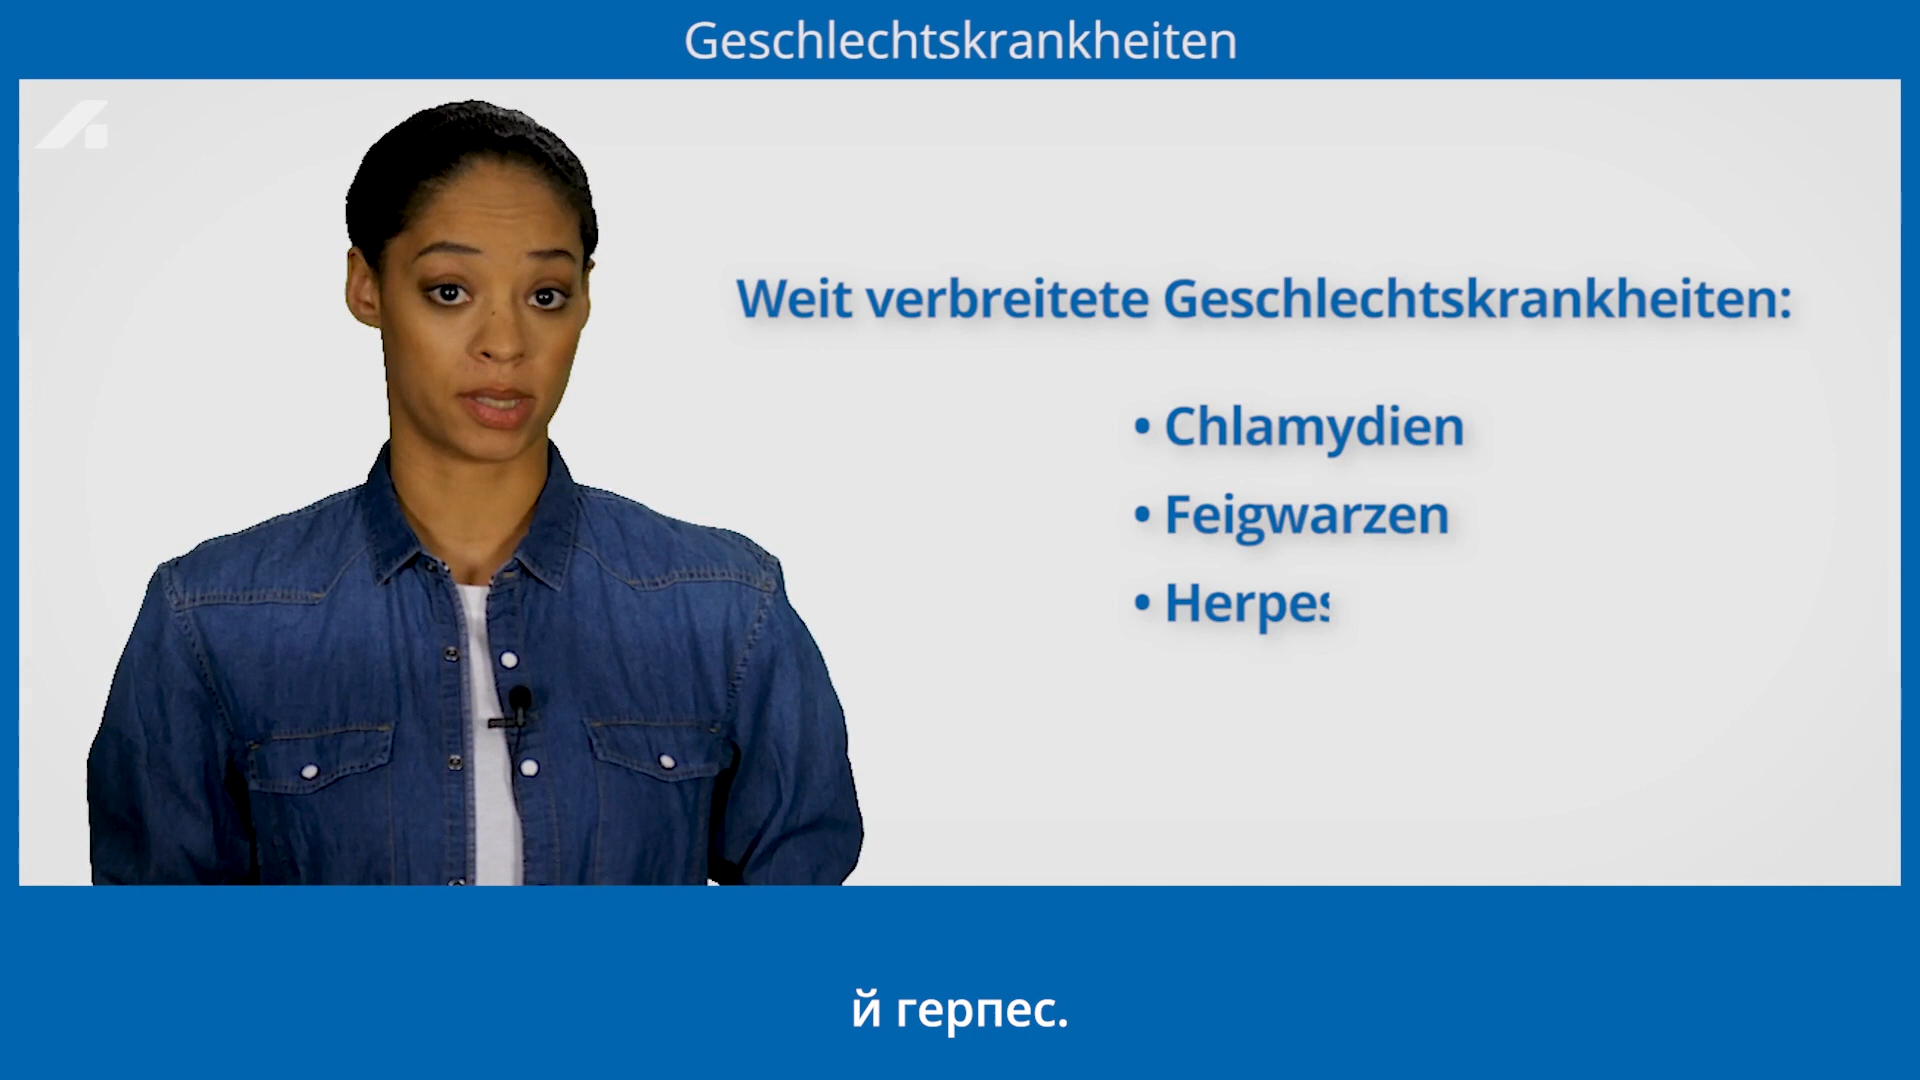 Geschlechtskrankheiten
Weit verbreitete Geschlechtskrankheiten:
• Chlamydien
• Feigwarzen
• Herpes
й герпес.